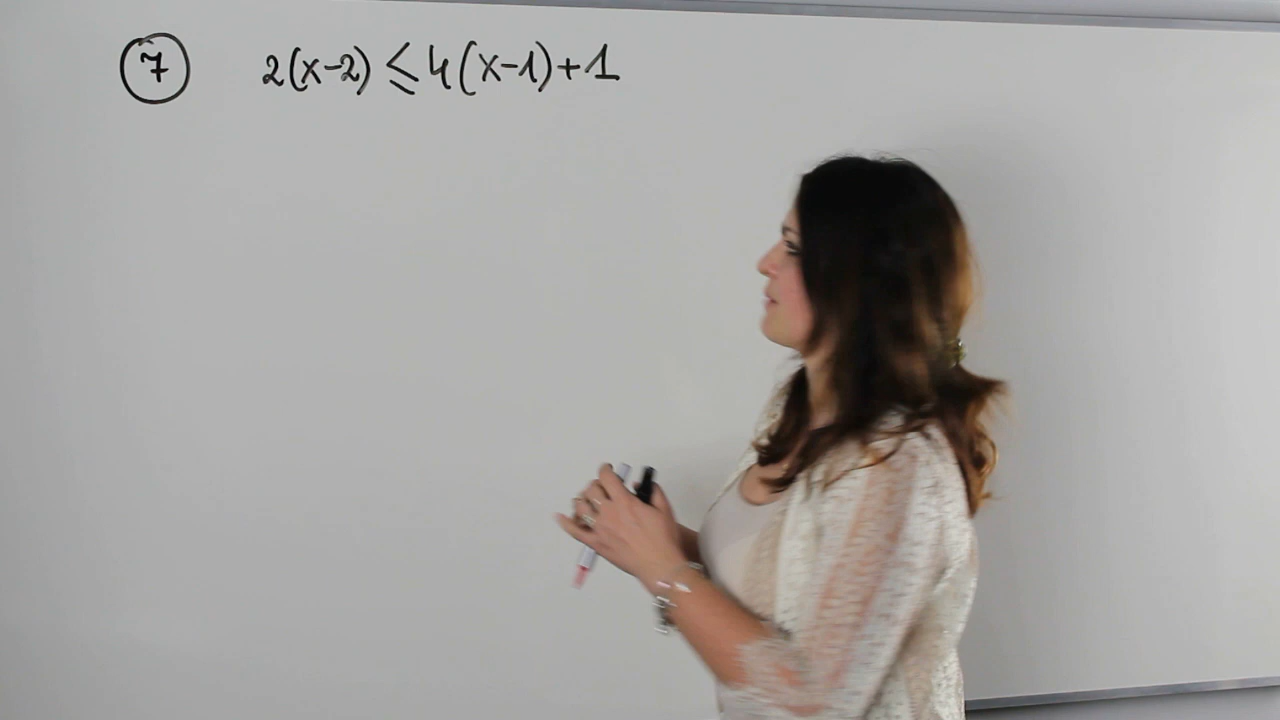 7 2(x-2) ≤ 4(x-1)+1